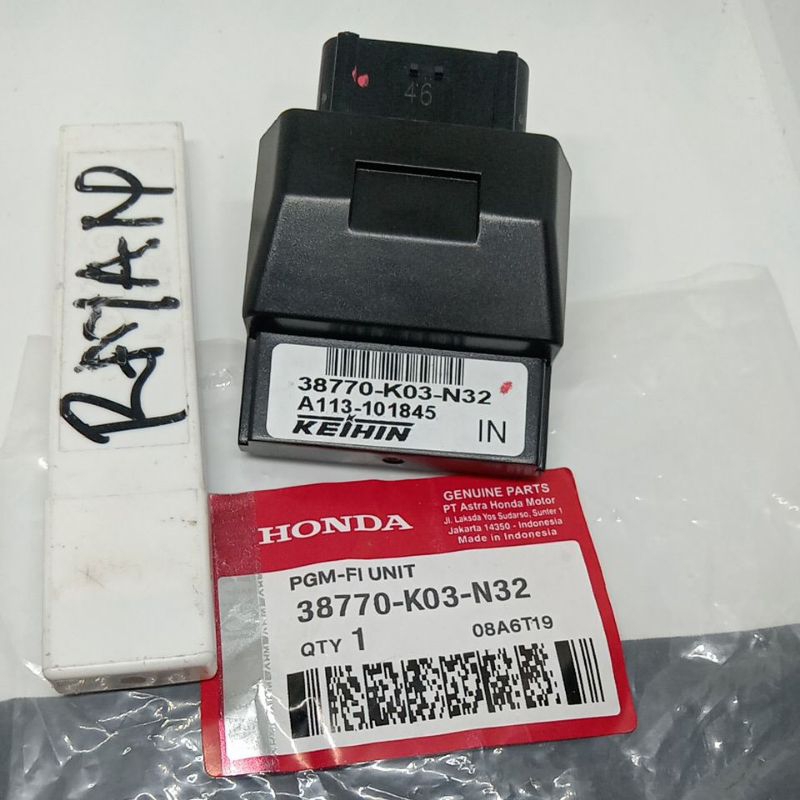 46
RAYHAN
38770-K03-N32
A113-101845
KEIHIN
IN
GENUINE PARTS
PT Astra Honda Motor
Jl. Laksda Yos Sudarso, Sunter 1
Jakarta 14350 - Indonesia
Made in Indonesia
HONDA
PGM-FI UNIT
38770-K03-N32
QTY 1
08A6T19